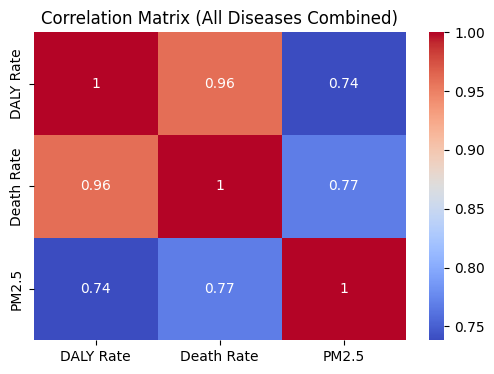 Correlation Matrix (All Diseases Combined)
DALY Rate
1
0.96
0.74
Death Rate
0.96
1
0.77
PM2.5
0.74
0.77
1
DALY Rate
Death Rate
PM2.5
1.00
0.95
0.90
0.85
0.80
0.75